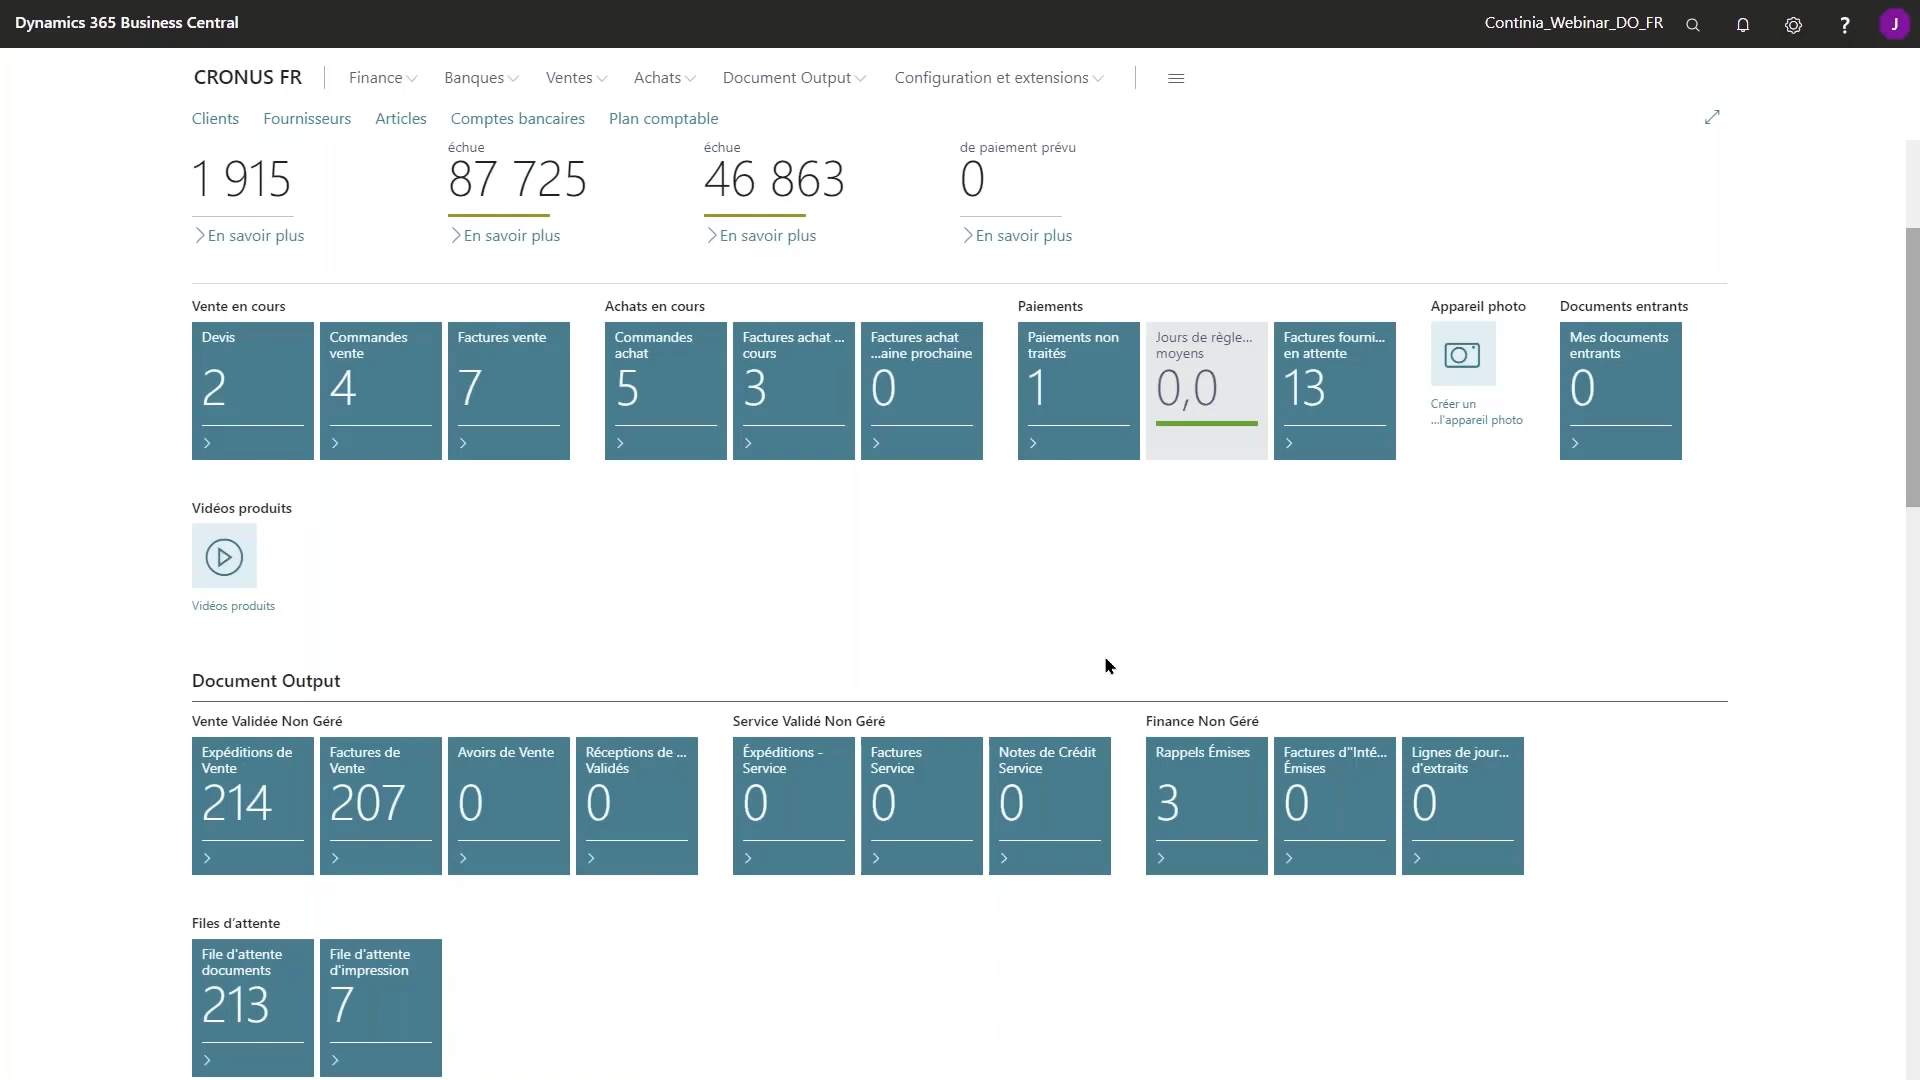 Dynamics 365 Business Central
Continia_Webinar_DO_FR
?
J
CRONUS FR
Finance
Banques
Ventes
Achats
Document Output
Configuration et extensions
Clients
Fournisseurs
Articles
Comptes bancaires
Plan comptable
1 915
En savoir plus
échue
87 725
En savoir plus
échue
46 863
En savoir plus
de paiement prévu
0
En savoir plus
Vente en cours
Devis
2
Commandes
vente
4
Factures vente
7
Achats en cours
Commandes
achat
5
Factures achat ...
cours
3
Factures achat
...aine prochaine
0
Paiements
Paiements non
traités
1
Jours de règle...
moyens
0,0
Factures fourni...
en attente
13
Appareil photo
Créer un
...l'appareil photo
Documents entrants
Mes documents
entrants
0
Vidéos produits
Vidéos produits
Document Output
Vente Validée Non Géré
Expéditions de
Vente
214
Factures de
Vente
207
Avoirs de Vente
0
Réceptions de ...
Validés
0
Service Validé Non Géré
Éxpéditions -
Service
0
Factures
Service
0
Notes de Crédit
Service
0
Finance Non Géré
Rappels Émises
3
Factures d"Inté...
Émises
0
Lignes de jour...
d'extraits
0
Files d'attente
File d'attente
documents
213
File d'attente
d'impression
7